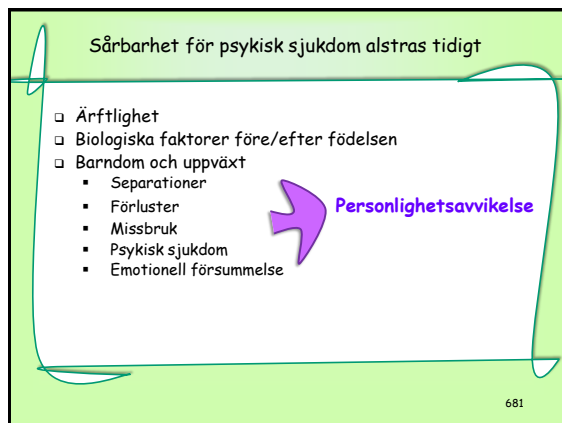 Sårbarhet för psykisk sjukdom alstras tidigt
Ärftlighet
Biologiska faktorer före/efter födelsen
Barndom och uppväxt
Separationer
Förluster
Missbruk
Psykisk sjukdom
Emotionell försummelse
Personlighetsavvikelse
681